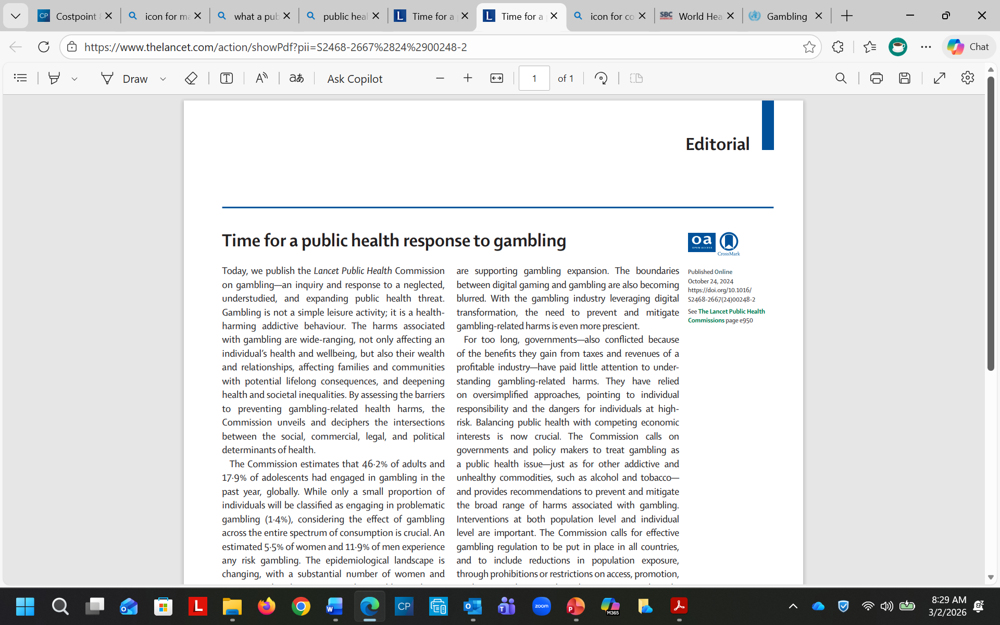 Costpoint
icon for ma
what a pub
public heal
Time for a
Time for a
icon for co
SBC World Hea
Gambling
https://www.thelancet.com/action/showPdf?pii=S2468-2667%2824%2900248-2
Chat
Draw
Ask Copilot
1 of 1
Editorial
Time for a public health response to gambling
Today, we publish the Lancet Public Health Commission
on gambling—an inquiry and response to a neglected,
understudied, and expanding public health threat.
Gambling is not a simple leisure activity; it is a health-
harming addictive behaviour. The harms associated
with gambling are wide-ranging, not only affecting an
individual's health and wellbeing, but also their wealth
and relationships, affecting families and communities
with potential lifelong consequences, and deepening
health and societal inequalities. By assessing the barriers
to preventing gambling-related health harms, the
Commission unveils and deciphers the intersections
between the social, commercial, legal, and political
determinants of health.
The Commission estimates that 46·2% of adults and
17·9% of adolescents had engaged in gambling in the
past year, globally. While only a small proportion of
individuals will be classified as engaging in problematic
gambling (1·4%), considering the effect of gambling
across the entire spectrum of consumption is crucial. An
estimated 5·5% of women and 11·9% of men experience
any risk gambling. The epidemiological landscape is
changing, with a substantial number of women and
are supporting gambling expansion. The boundaries
between digital gaming and gambling are also becoming
blurred. With the gambling industry leveraging digital
transformation, the need to prevent and mitigate
gambling-related harms is even more prescient.
For too long, governments—also conflicted because
of the benefits they gain from taxes and revenues of a
profitable industry—have paid little attention to under-
standing gambling-related harms. They have relied
on oversimplified approaches, pointing to individual
responsibility and the dangers for individuals at high-
risk. Balancing public health with competing economic
interests is now crucial. The Commission calls on
governments and policy makers to treat gambling as
a public health issue—just as for other addictive and
unhealthy commodities, such as alcohol and tobacco—
and provides recommendations to prevent and mitigate
the broad range of harms associated with gambling.
Interventions at both population level and individual
level are important. The Commission calls for effective
gambling regulation to be put in place in all countries,
and to include reductions in population exposure,
through prohibitions or restrictions on access, promotion,
oa
OPEN ACCESS
CrossMark
Published Online
October 24, 2024
https://doi.org/10.1016/
S2468-2667(24)00248-2
See The Lancet Public Health
Commissions page e950
CP
zoom
M365
8:29 AM
3/2/2026